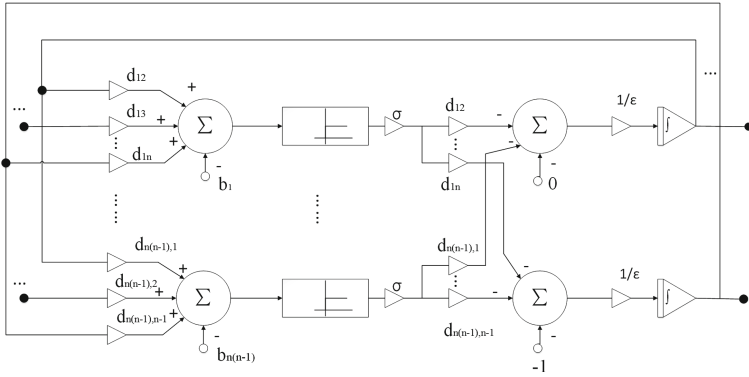 d12
d13
d1n
...
+
+
+
Σ
-
b1
σ
d12
d1n
-
-
Σ
-
0
1/ε
∫
...
dn(n-1),1
dn(n-1),2
dn(n-1),n-1
...
+
+
+
Σ
-
bn(n-1)
σ
dn(n-1),1
dn(n-1),n-1
-
-
Σ
-
-1
1/ε
∫